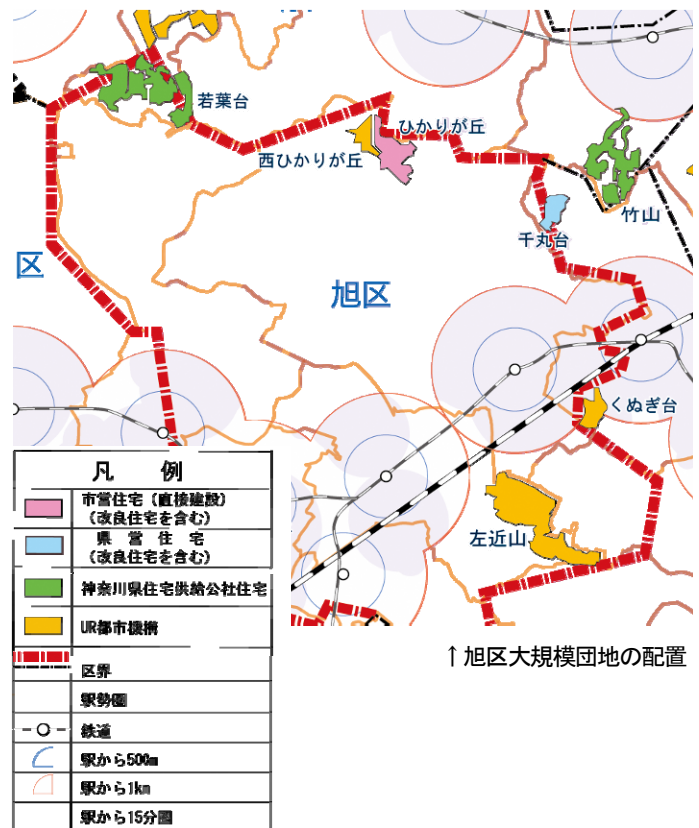 若葉台
ひかりが丘
西ひかりが丘
竹山
千丸台
区
旭区
くぬぎ台
左近山
凡 例
市営住宅（直接建設）
（改良住宅を含む）
県 営 住 宅
（改良住宅を含む）
神奈川県住宅供給公社住宅
UR都市機構
区界
駅勢圏
鉄道
駅から500m
駅から1km
駅から15分圏
↑旭区大規模団地の配置